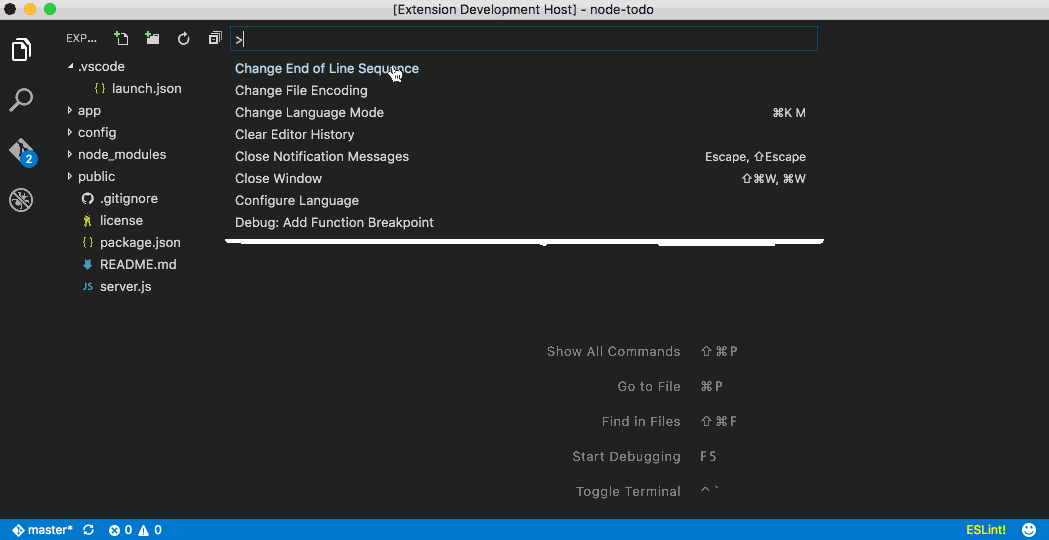 [Extension Development Host] - node-todo
EXP...
>
.vscode
{} launch.json
app
config
node_modules
public
.gitignore
license
{} package.json
README.md
JS server.js
2
Change End of Line Sequence
Change File Encoding
Change Language Mode ⌘K M
Clear Editor History
Close Notification Messages Escape, ⇧Escape
Close Window ⇧⌘W, ⌘W
Configure Language
Debug: Add Function Breakpoint
Show All Commands ⇧⌘P
Go to File ⌘P
Find in Files ⇧⌘F
Start Debugging F5
Toggle Terminal ^`
master* 0 0 ESLint!